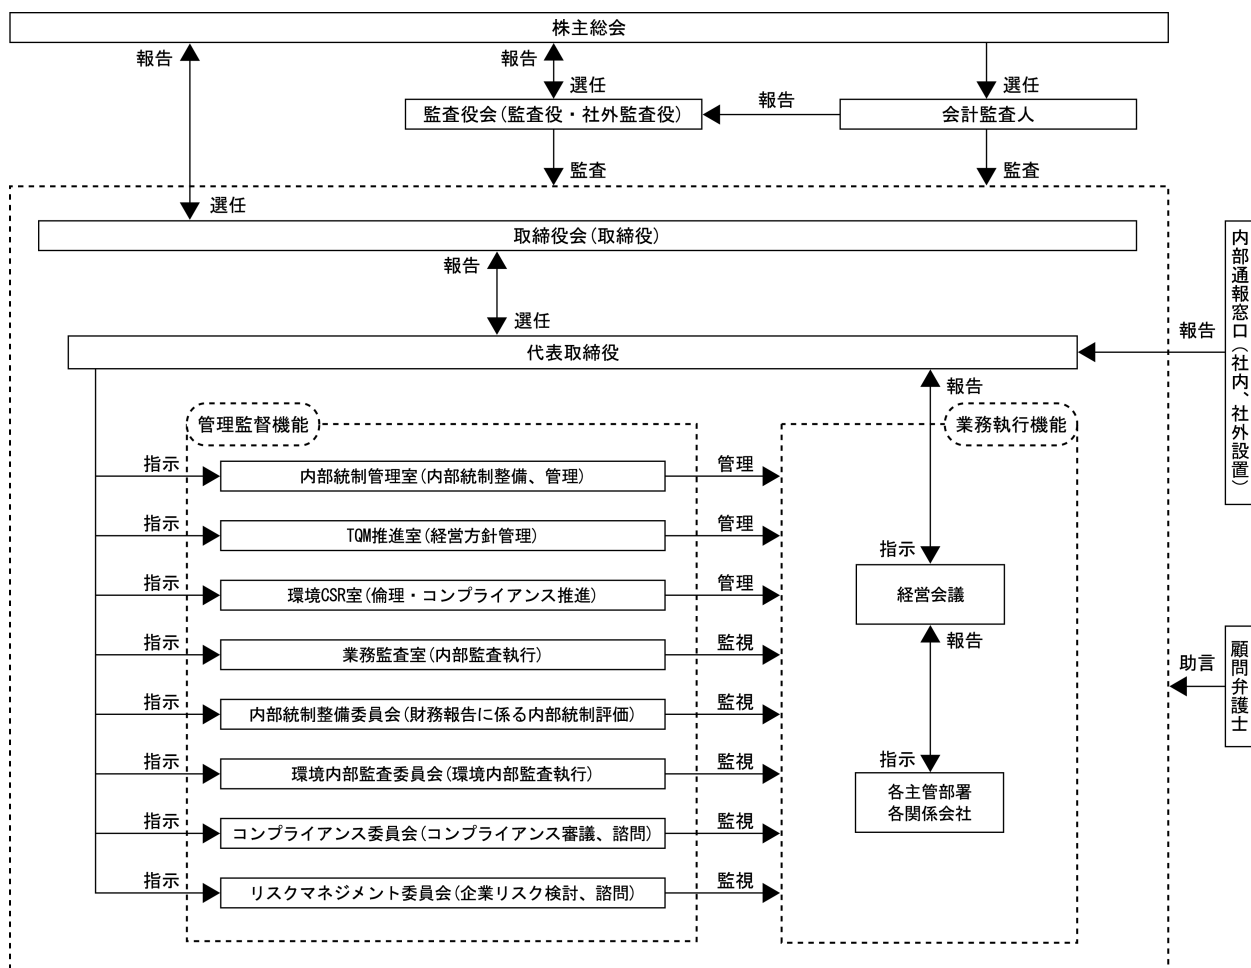 株主総会
報告
報告
選任
選任
監査役会(監査役・社外監査役)
報告
会計監査人
監査
監査
選任
取締役会(取締役)
報告
選任
代表取締役
報告
内部通報窓口(社内、社外設置)
報告
管理監督機能
業務執行機能
指示
内部統制管理室(内部統制整備、管理)
管理
指示
TQM推進室(経営方針管理)
管理
指示
環境CSR室(倫理・コンプライアンス推進)
管理
指示
業務監査室(内部監査執行)
監視
指示
内部統制整備委員会(財務報告に係る内部統制評価)
監視
指示
環境内部監査委員会(環境内部監査執行)
監視
指示
コンプライアンス委員会(コンプライアンス審議、諮問)
監視
指示
リスクマネジメント委員会(企業リスク検討、諮問)
監視
指示
経営会議
報告
指示
各主管部署
各関係会社
助言
顧問弁護士